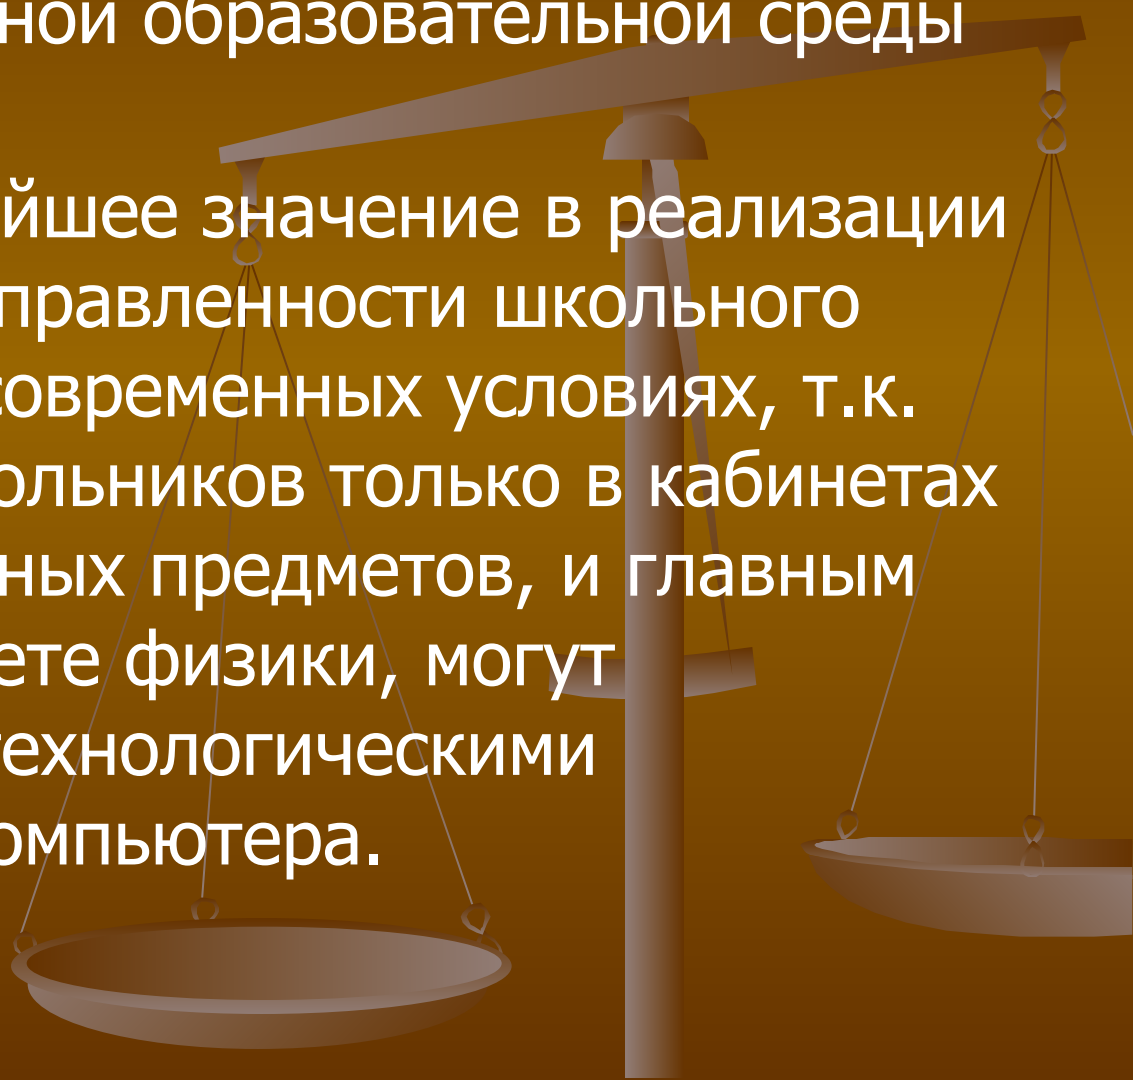 ной образовательной среды
йшее значение в реализации
правленности школьного
современных условиях, т.к.
ольников только в кабинетах
ных предметов, и главным
ете физики, могут
технологическими
омпьютера.